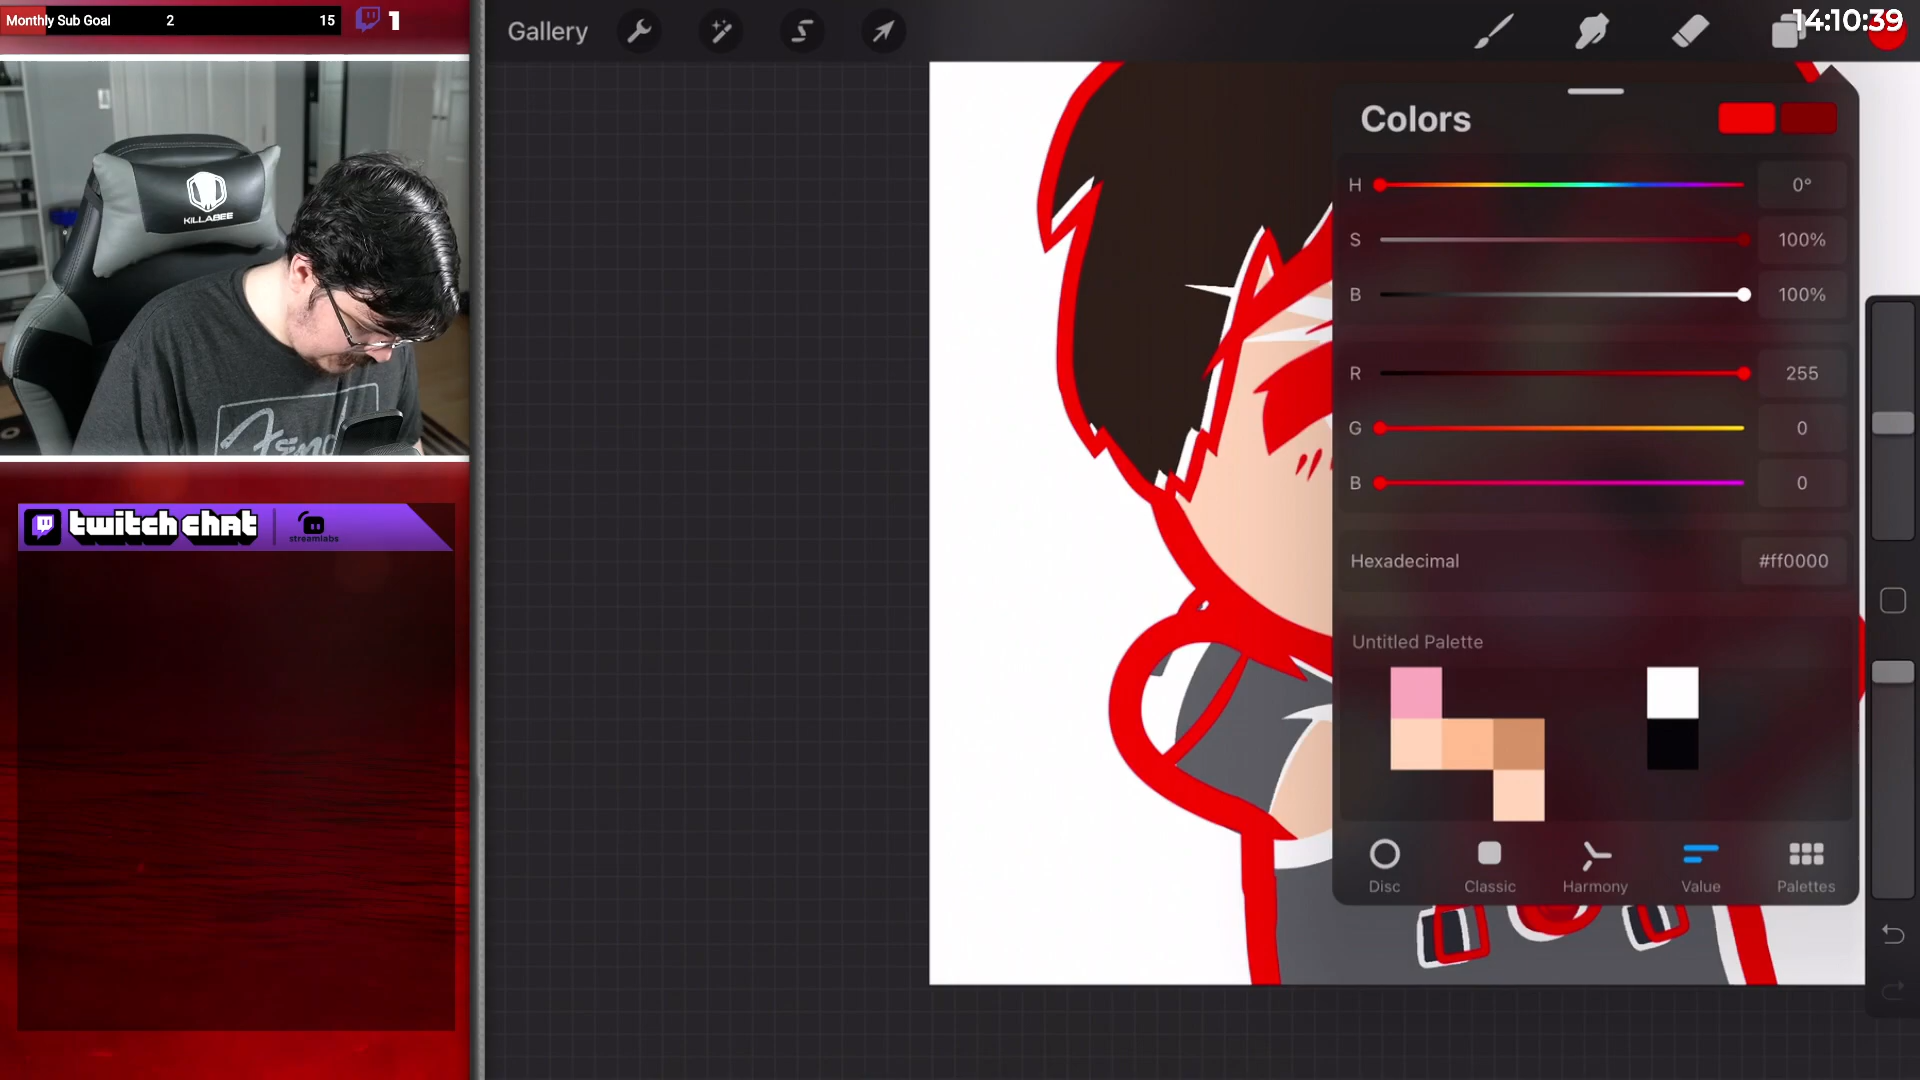 Monthly Sub Goal 2 15
1
Gallery
14:10:39
KILLABEE
Fend
twitch chat
streamlabs
Colors
H 0°
S 100%
B 100%
R 255
G 0
B 0
Hexadecimal #ff0000
Untitled Palette
Disc Classic Harmony Value Palettes